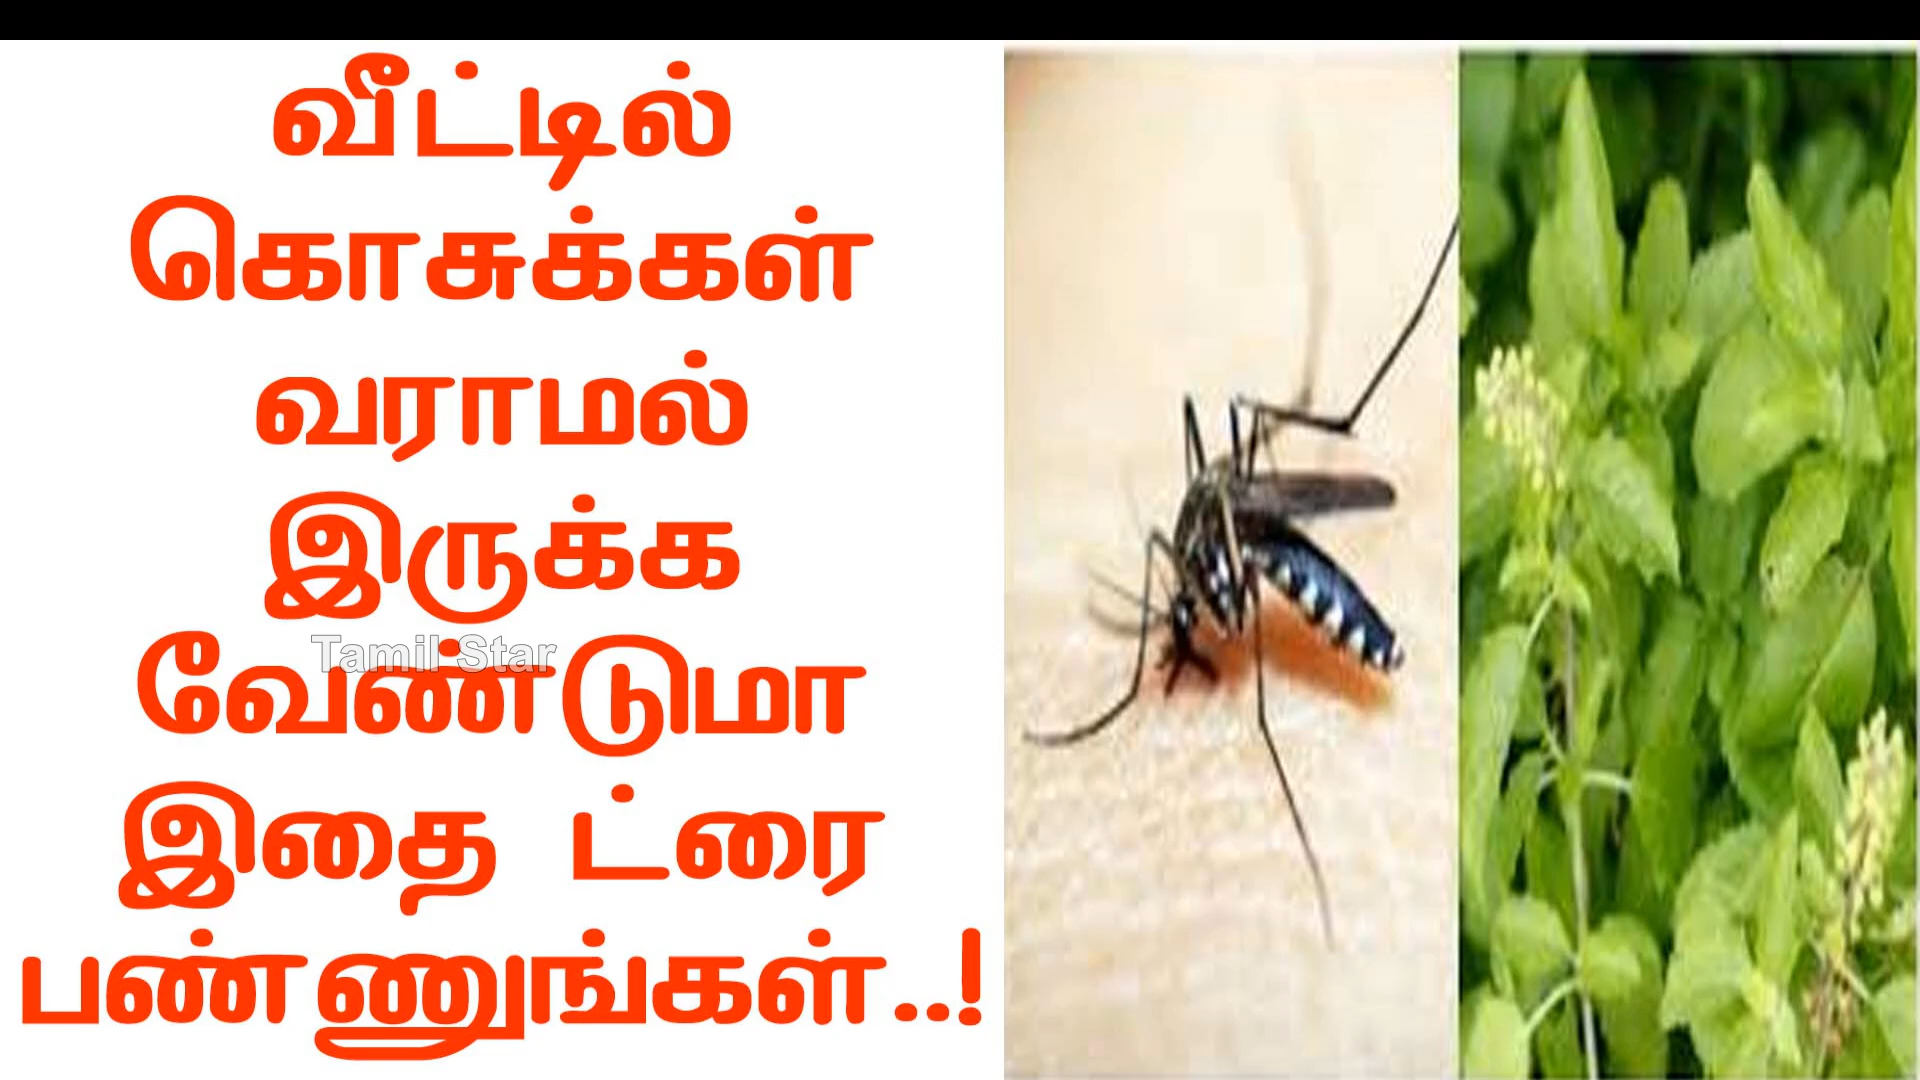 வீட்டில்
கொசுக்கள்
வராமல்
இருக்க
வேண்டுமா
Tamil Star
இதை ட்ரை
பண்ணுங்கள்..!